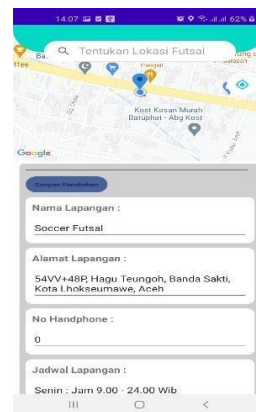 14:07
62%
Tentukan Lokasi Futsal
Kost Kosan Murah
Batuphat - Abg Kost
Google
Simpan Perubahan
Nama Lapangan :
Soccer Futsal
Alamat Lapangan :
54VV+48P, Hagu Teungoh, Banda Sakti,
Kota Lhokseumawe, Aceh
No Handphone :
0
Jadwal Lapangan :
Senin : Jam 9.00 - 24.00 Wib